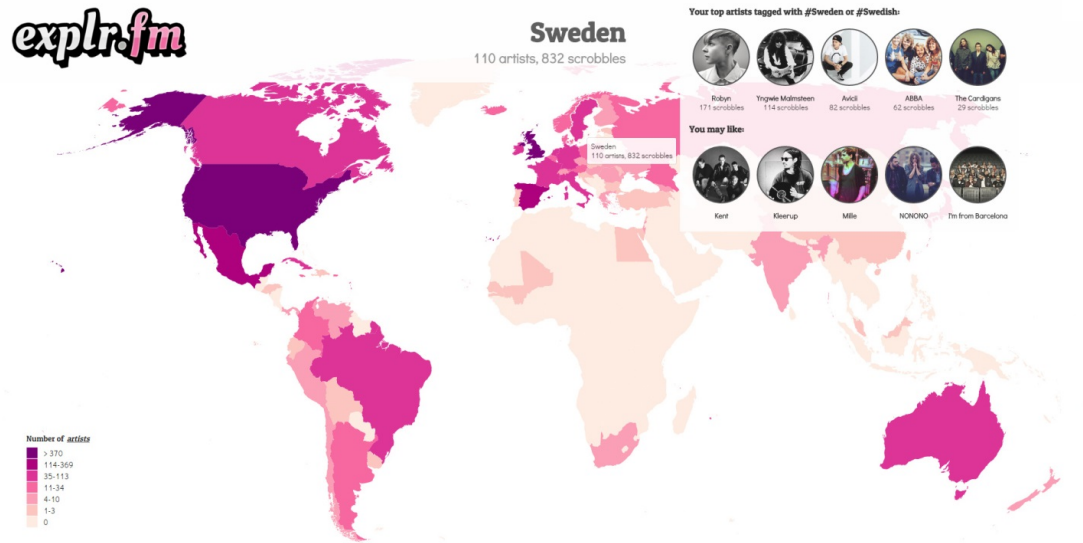 explr.fm
Sweden
110 artists, 832 scrobbles
Your top artists tagged with #Sweden or #Swedish:
Robyn
171 scrobbles
Yngwie Malmsteen
114 scrobbles
Avicii
82 scrobbles
ABBA
62 scrobbles
The Cardigans
29 scrobbles
You may like:
Kent
Kleerup
Mille
NONONO
I'm from Barcelona
Sweden
110 artists, 832 scrobbles
Number of artists
> 370
114-369
35-113
11-34
4-10
1-3
0